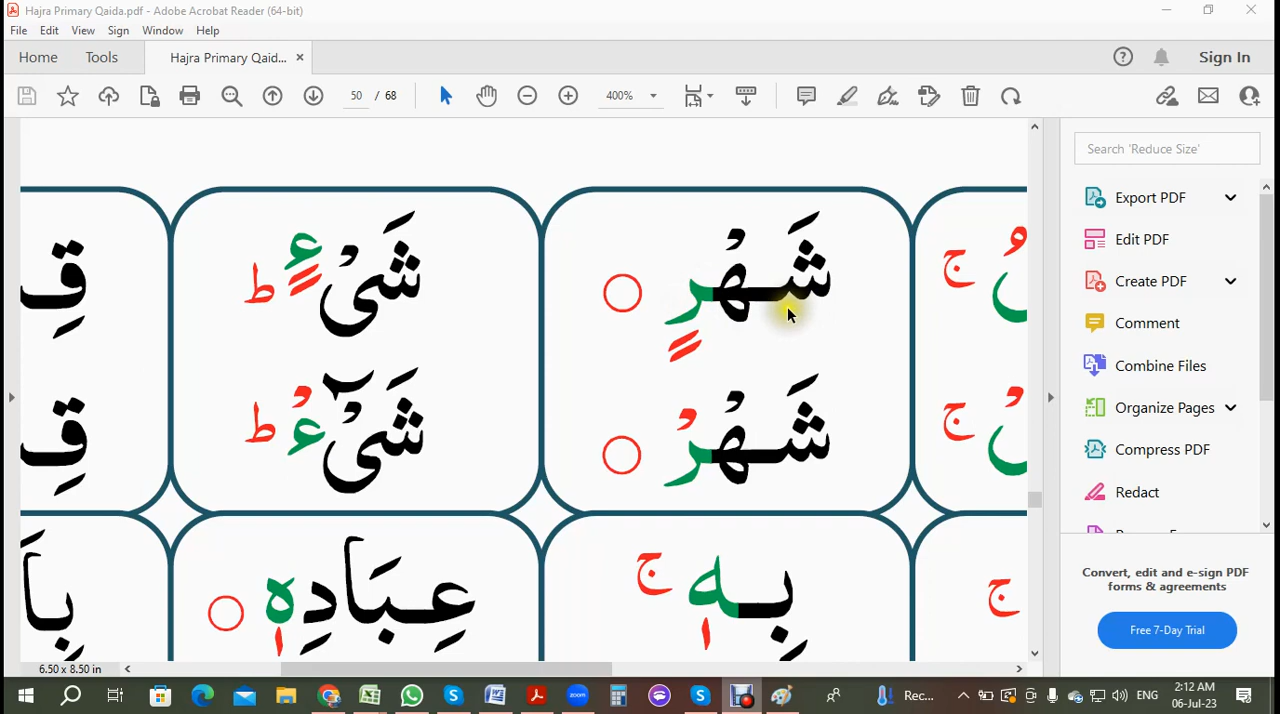 Hajra Primary Qaida.pdf - Adobe Acrobat Reader (64-bit)
File Edit View Sign Window Help
Home Tools Hajra Primary Qaid... × Sign In
50 / 68 400%
شَهْرٍ ○ شَیْءٍ ط قِ
شَهْرْ ○ شَیْٓءْ ط قِ
بِهٖ ج عِبَادِهٖ ○
ج
ج
ج
Search 'Reduce Size'
Export PDF
Edit PDF
Create PDF
Comment
Combine Files
Organize Pages
Compress PDF
Redact
Convert, edit and e-sign PDF
forms & agreements
Free 7-Day Trial
6.50 x 8.50 in
Rec...
ENG
2:12 AM
06-Jul-23